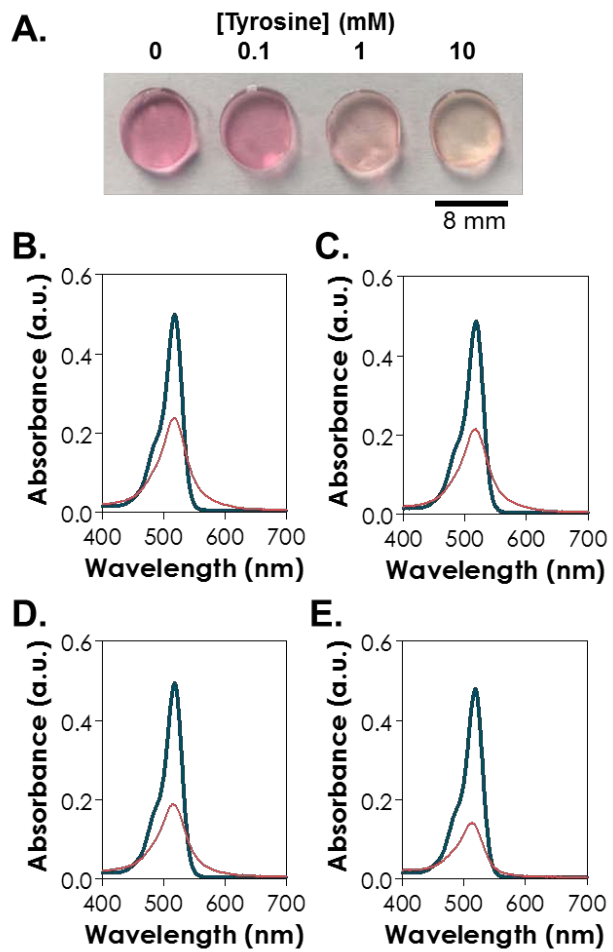 A.
[Tyrosine] (mM)
0 0.1 1 10
8 mm
B. C.
0.6 0.6
0.4 0.4
0.2 0.2
0.0 0.0
Absorbance (a.u.) Absorbance (a.u.)
400 500 600 700 400 500 600 700
Wavelength (nm) Wavelength (nm)
D. E.
0.6 0.6
0.4 0.4
0.2 0.2
0.0 0.0
Absorbance (a.u.) Absorbance (a.u.)
400 500 600 700 400 500 600 700
Wavelength (nm) Wavelength (nm)